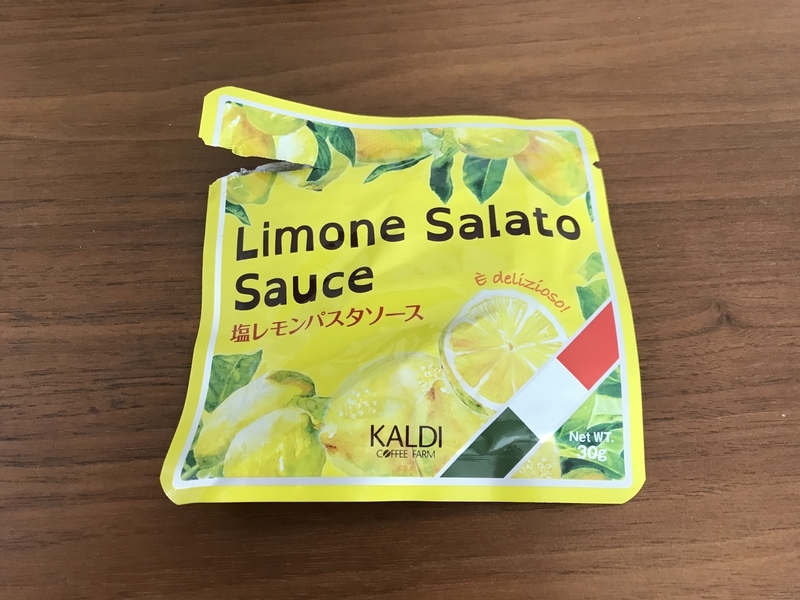 Limone Salato
Sauce
塩レモンパスタソース
È delizioso!
KALDI
COFFEE FARM
Net WT.
30g